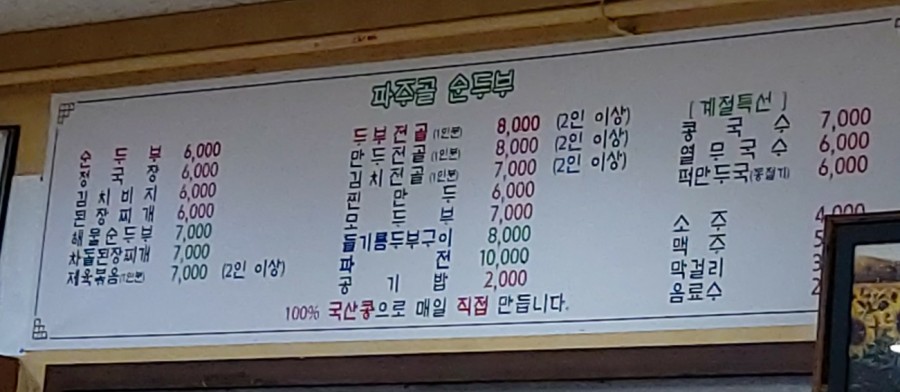 파주골 순두부
순두부 6,000
청국장 6,000
김치비지 6,000
된장찌개 6,000
해물순두부 7,000
차돌된장찌개 7,000
제육볶음(1인분) 7,000 (2인 이상)
두부전골(1인분) 8,000 (2인 이상)
만두전골(1인분) 8,000 (2인 이상)
김치전골(1인분) 7,000 (2인 이상)
찐만두 6,000
모두부 7,000
들기름두부구이 8,000
파전 10,000
공기밥 2,000
[계절특선]
콩국수 7,000
열무국수 6,000
떡만두국(동절기) 6,000
소주 4,000
맥주
막걸리
음료수
100% 국산콩으로 매일 직접 만듭니다.